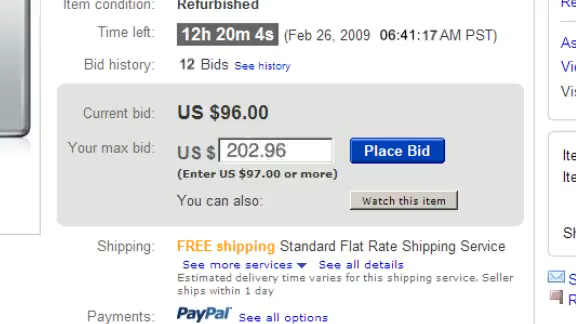 Item condition: Refurbished
Time left: 12h 20m 4s (Feb 26, 2009 06:41:17 AM PST)
Bid history: 12 Bids See history
Current bid: US $96.00
Your max bid: US $ 202.96 Place Bid
(Enter US $97.00 or more)
You can also: Watch this item
Shipping: FREE shipping Standard Flat Rate Shipping Service
See more services See all details
Estimated delivery time varies for this shipping service. Seller
ships within 1 day
Payments: PayPal See all options